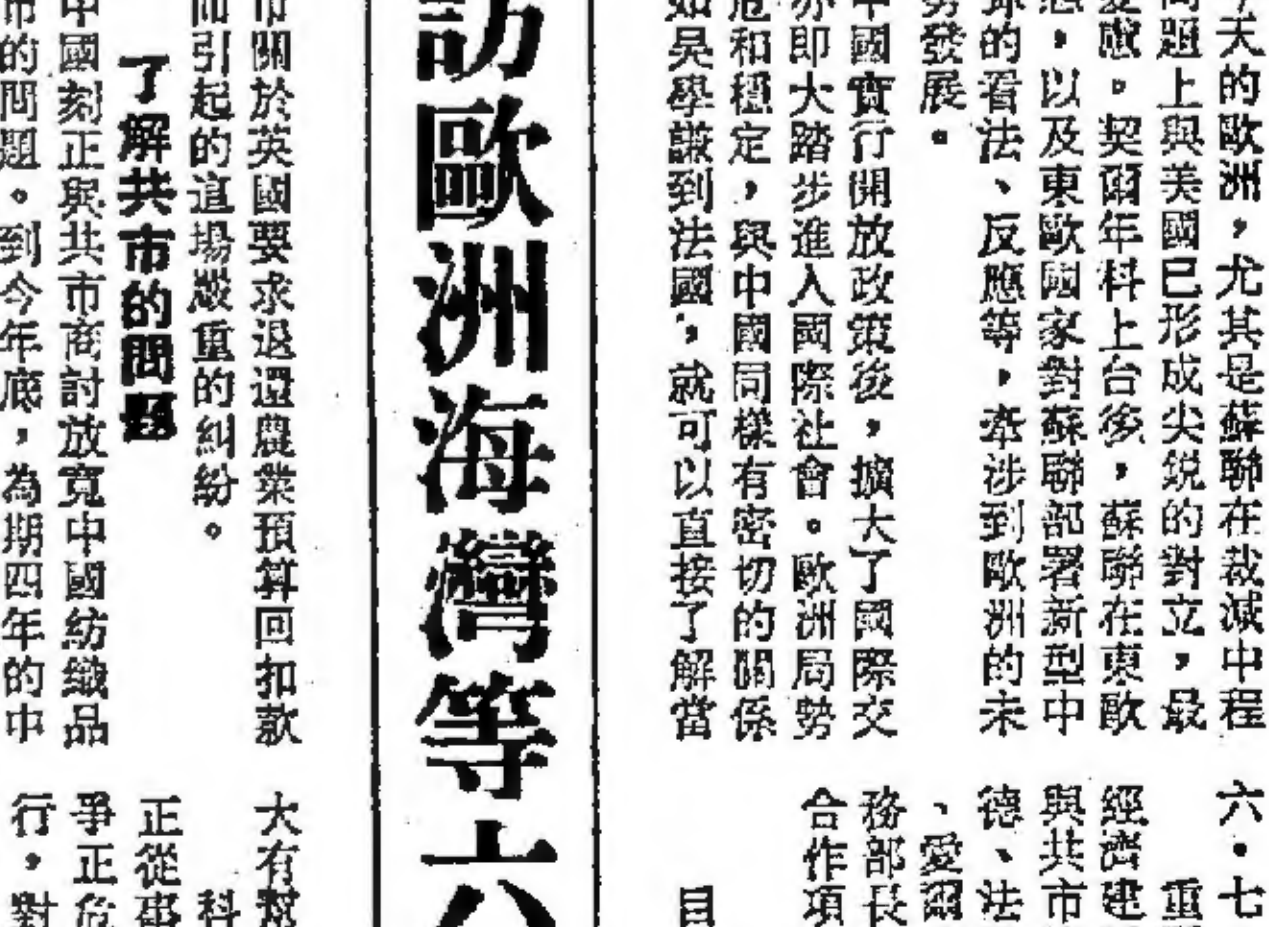 天的歐洲，尤其是蘇聯在裁減中程
問題上與美國已形成尖銳的對立，最
憂慮。契爾年科上台後，蘇聯在東歐
，以及東歐國家對蘇聯部署新型中
的看法、反應等，牽涉到歐洲的未
勢發展。
中國實行開放政策後，擴大了國際交
亦即大踏步進入國際社會。歐洲局勢
危和穩定，與中國同樣有密切的關係
如吳學謙到法國，就可以直接了解當
六・七
重
經濟建
與共市
德、法
、愛爾
務部長
合作項
目
訪歐洲海灣等六
市關於英國要求退還農業預算回扣款
而引起的這場嚴重的糾紛。
了解共市的問題
中國刻正與共市商討放寬中國紡織品
市的問題。到今年底，為期四年的中
大有幫
科
正從事
爭正危
行，對